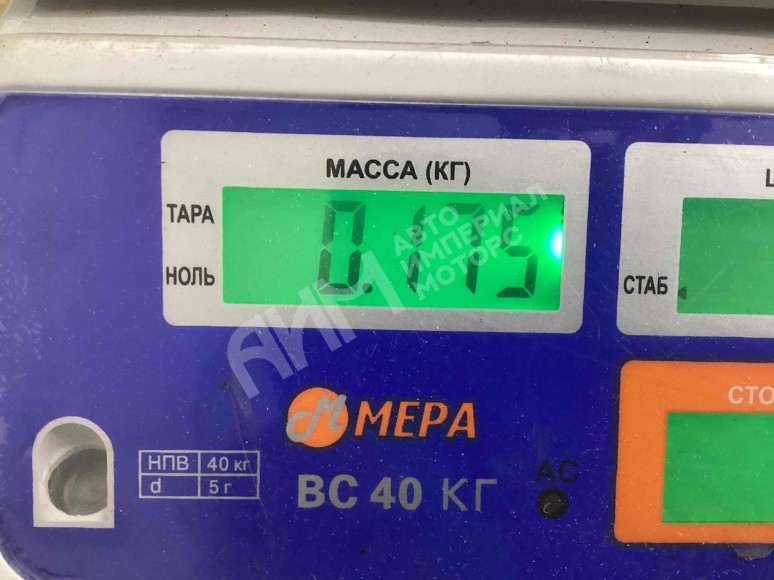 МАССА (КГ)
ТАРА
0.175
НОЛЬ
СТАБ
АИМ АВТО
ИМПЕРИАЛ
МОТОРС
МЕРА
НПВ 40 кг
d 5 г
ВС 40 КГ
АС
СТО